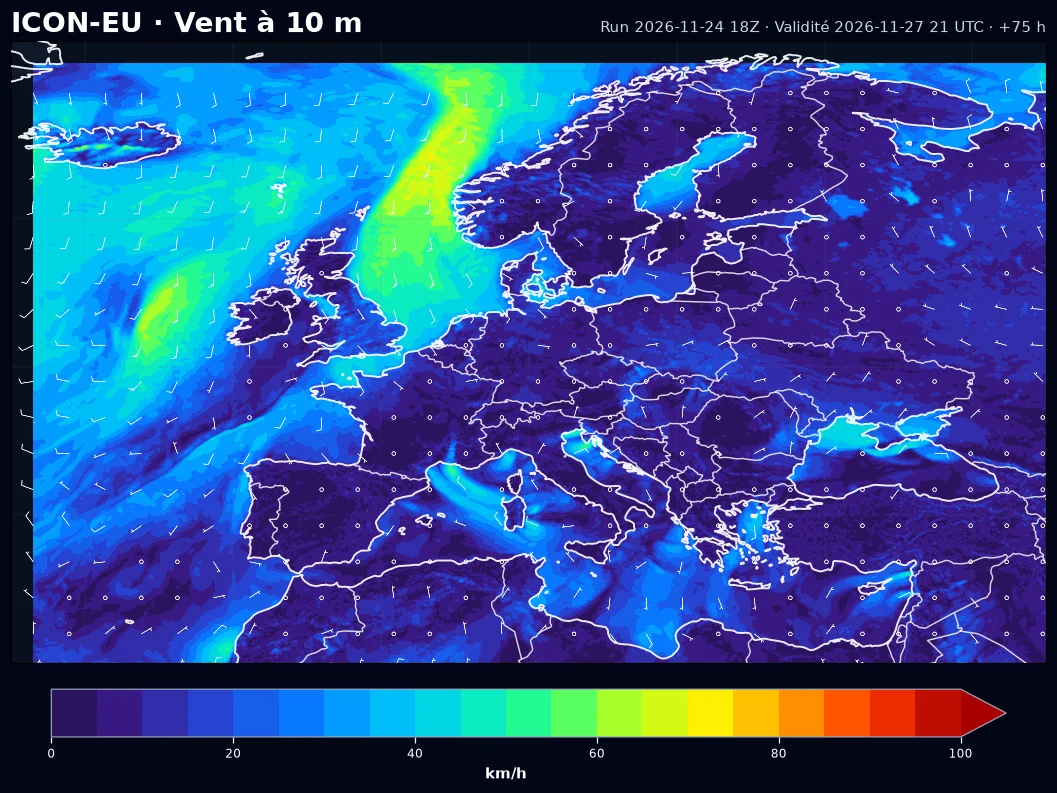 ICON-EU · Vent à 10 m
Run 2026-11-24 18Z · Validité 2026-11-27 21 UTC · +75 h
0 20 40 60 80 100
km/h